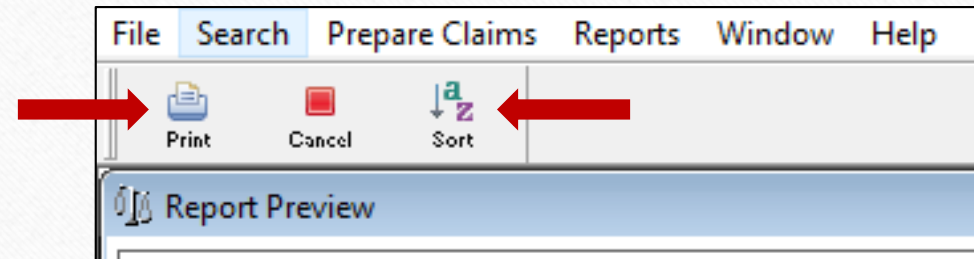 File Search Prepare Claims Reports Window Help
Print Cancel Sort
Report Preview